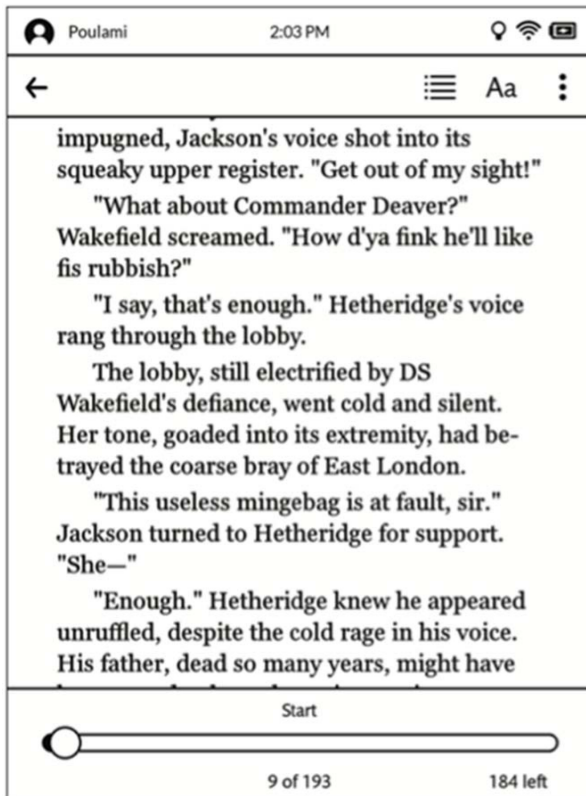 Poulami 2:03 PM
Aa
impugned, Jackson's voice shot into its
squeaky upper register. "Get out of my sight!"
"What about Commander Deaver?"
Wakefield screamed. "How d'ya fink he'll like
fis rubbish?"
"I say, that's enough." Hetheridge's voice
rang through the lobby.
The lobby, still electrified by DS
Wakefield's defiance, went cold and silent.
Her tone, goaded into its extremity, had be-
trayed the coarse bray of East London.
"This useless mingebag is at fault, sir."
Jackson turned to Hetheridge for support.
"She—"
"Enough." Hetheridge knew he appeared
unruffled, despite the cold rage in his voice.
His father, dead so many years, might have
Start
9 of 193 184 left